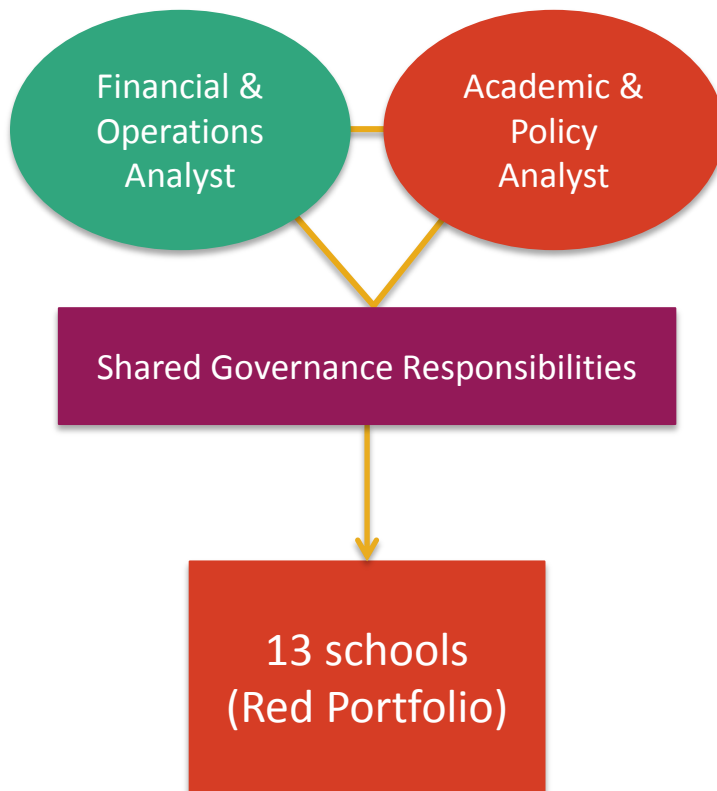 Financial &
Operations
Analyst
Academic &
Policy
Analyst
Shared Governance Responsibilities
13 schools
(Red Portfolio)